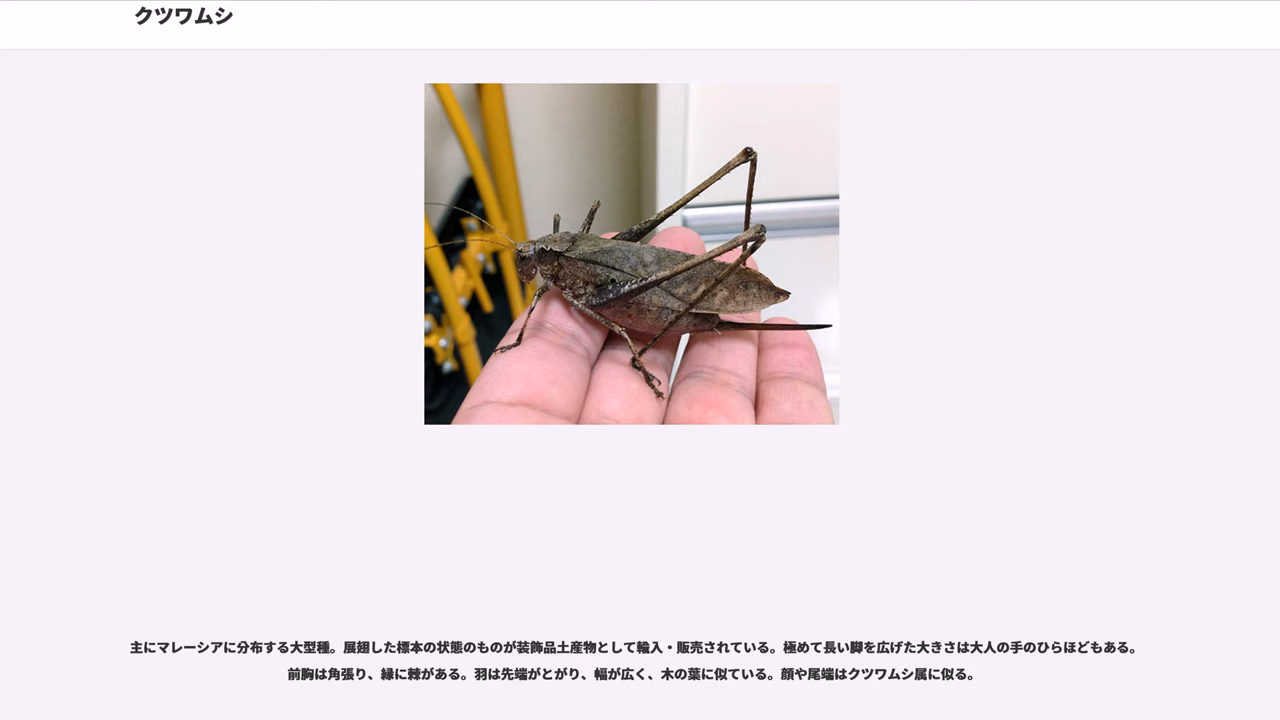 クツワムシ
主にマレーシアに分布する大型種。展翅した標本の状態のものが装飾品土産物として輸入・販売されている。極めて長い脚を広げた大きさは大人の手のひらほどもある。
前胸は角張り、縁に棘がある。羽は先端がとがり、幅が広く、木の葉に似ている。顔や尾端はクツワムシ属に似る。